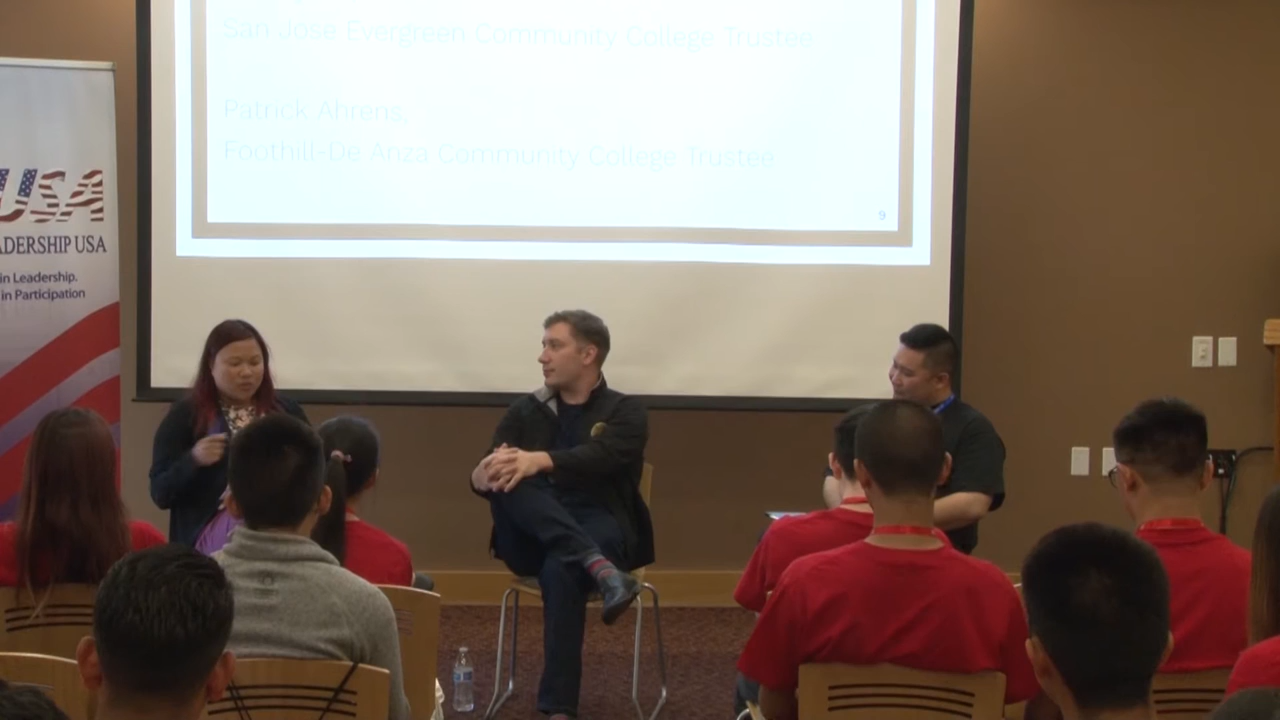 San Jose Evergreen Community College Trustee
Patrick Ahrens,
Foothill-De Anza Community College Trustee
9
USA
ADERSHIP USA
in Leadership.
in Participation